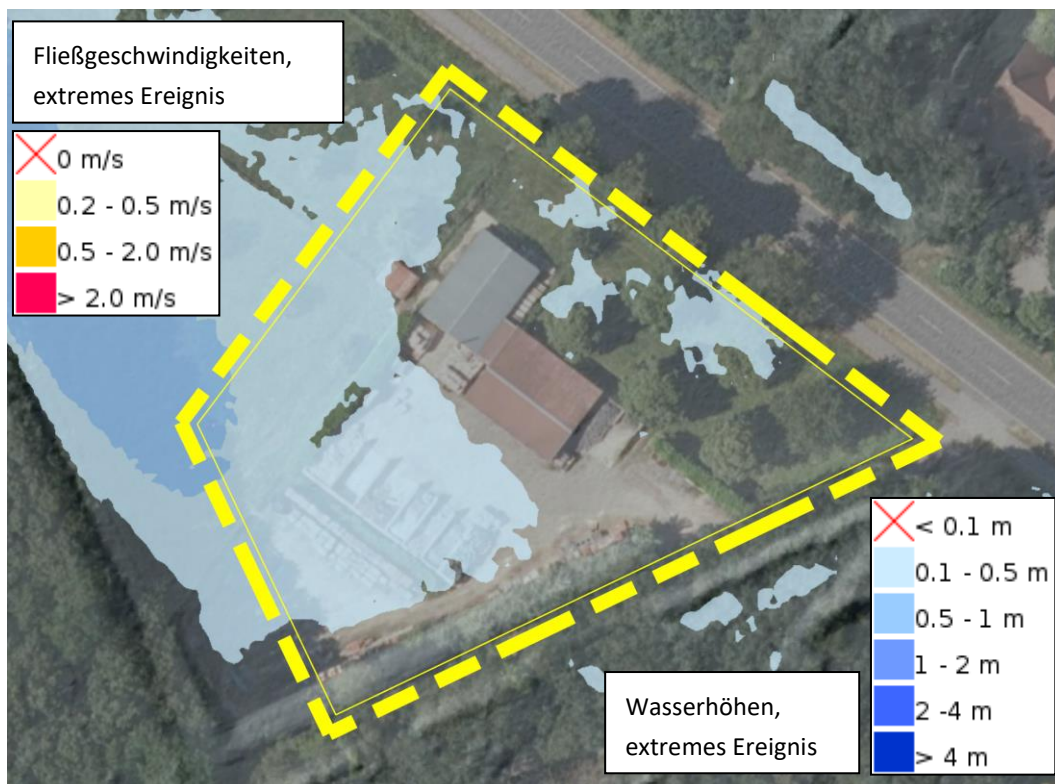 Fließgeschwindigkeiten,
extremes Ereignis
0 m/s
0.2 - 0.5 m/s
0.5 - 2.0 m/s
> 2.0 m/s
< 0.1 m
0.1 - 0.5 m
0.5 - 1 m
1 - 2 m
2 -4 m
> 4 m
Wasserhöhen,
extremes Ereignis